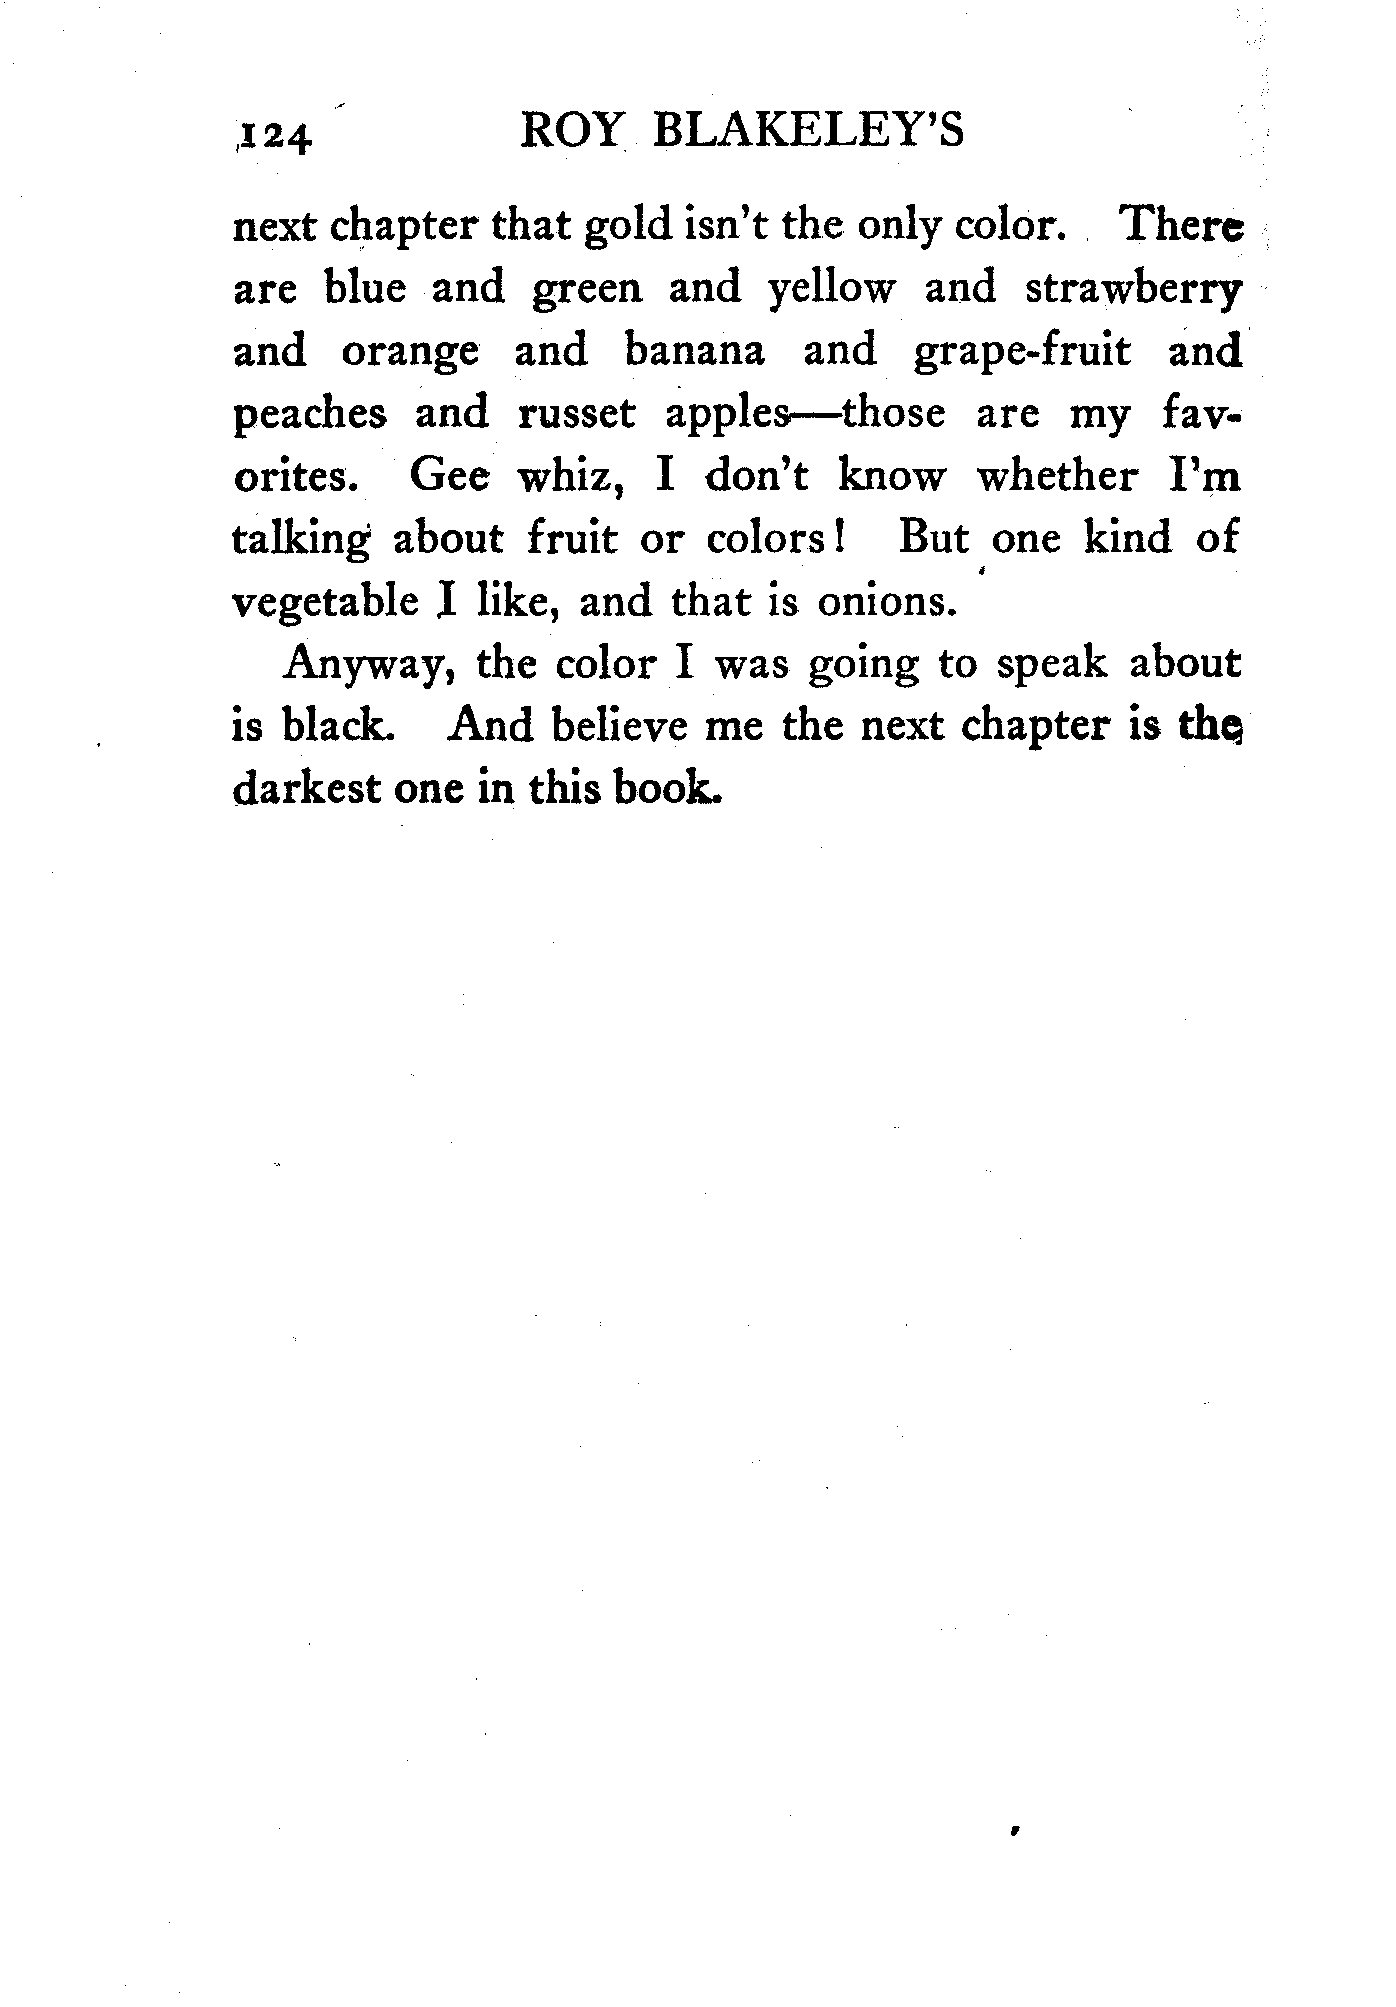 124 ROY BLAKELEY'S
next chapter that gold isn't the only color. There
are blue and green and yellow and strawberry
and orange and banana and grape-fruit and
peaches and russet apples—those are my fav-
orites. Gee whiz, I don't know whether I'm
talking about fruit or colors! But one kind of
vegetable I like, and that is onions.
Anyway, the color I was going to speak about
is black. And believe me the next chapter is the
darkest one in this book.